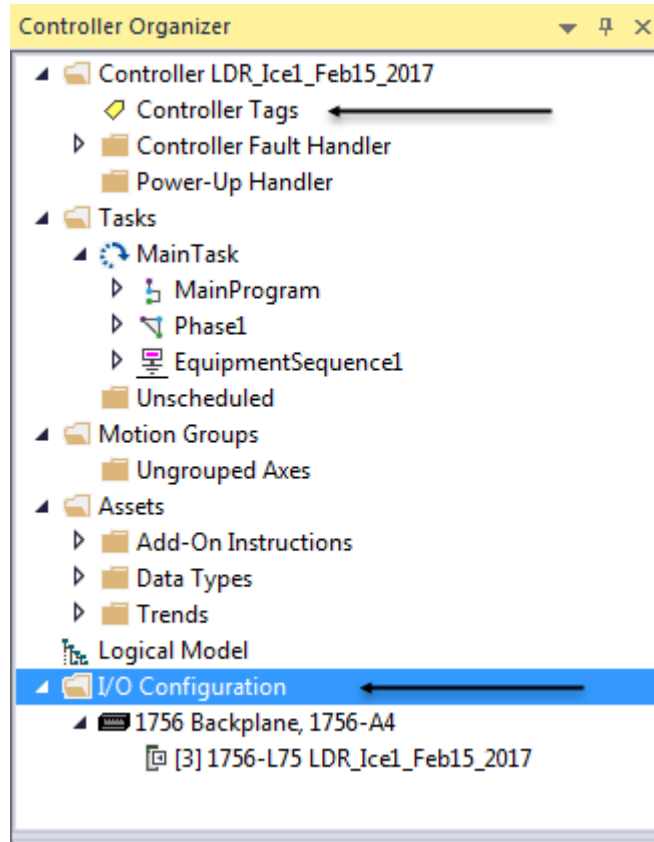 Controller Organizer
Controller LDR_Ice1_Feb15_2017
Controller Tags
Controller Fault Handler
Power-Up Handler
Tasks
MainTask
MainProgram
Phase1
EquipmentSequence1
Unscheduled
Motion Groups
Ungrouped Axes
Assets
Add-On Instructions
Data Types
Trends
Logical Model
I/O Configuration
1756 Backplane, 1756-A4
[3] 1756-L75 LDR_Ice1_Feb15_2017